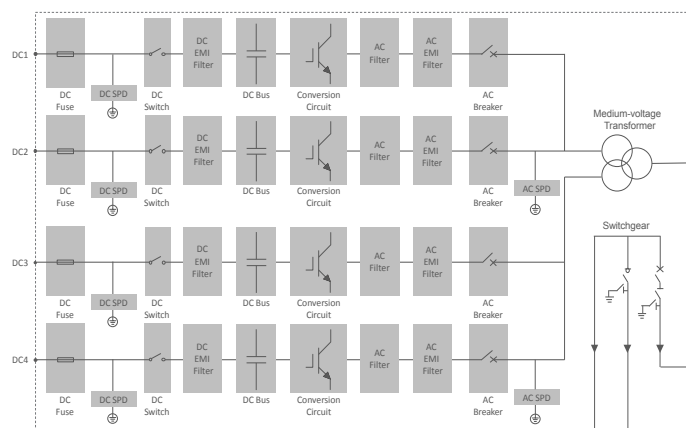 DC1
DC
EMI
Filter
AC
Filter
AC
EMI
Filter
DC
Fuse
DC SPD
DC
Switch
DC Bus
Conversion
Circuit
AC
Breaker
Medium-voltage
Transformer
DC2
DC
EMI
Filter
AC
Filter
AC
EMI
Filter
DC
Fuse
DC SPD
DC
Switch
DC Bus
Conversion
Circuit
AC
Breaker
AC SPD
Switchgear
DC3
DC
EMI
Filter
AC
Filter
AC
EMI
Filter
DC
Fuse
DC SPD
DC
Switch
DC Bus
Conversion
Circuit
AC
Breaker
DC4
DC
EMI
Filter
AC
Filter
AC
EMI
Filter
DC
Fuse
DC SPD
DC
Switch
DC Bus
Conversion
Circuit
AC
Breaker
AC SPD